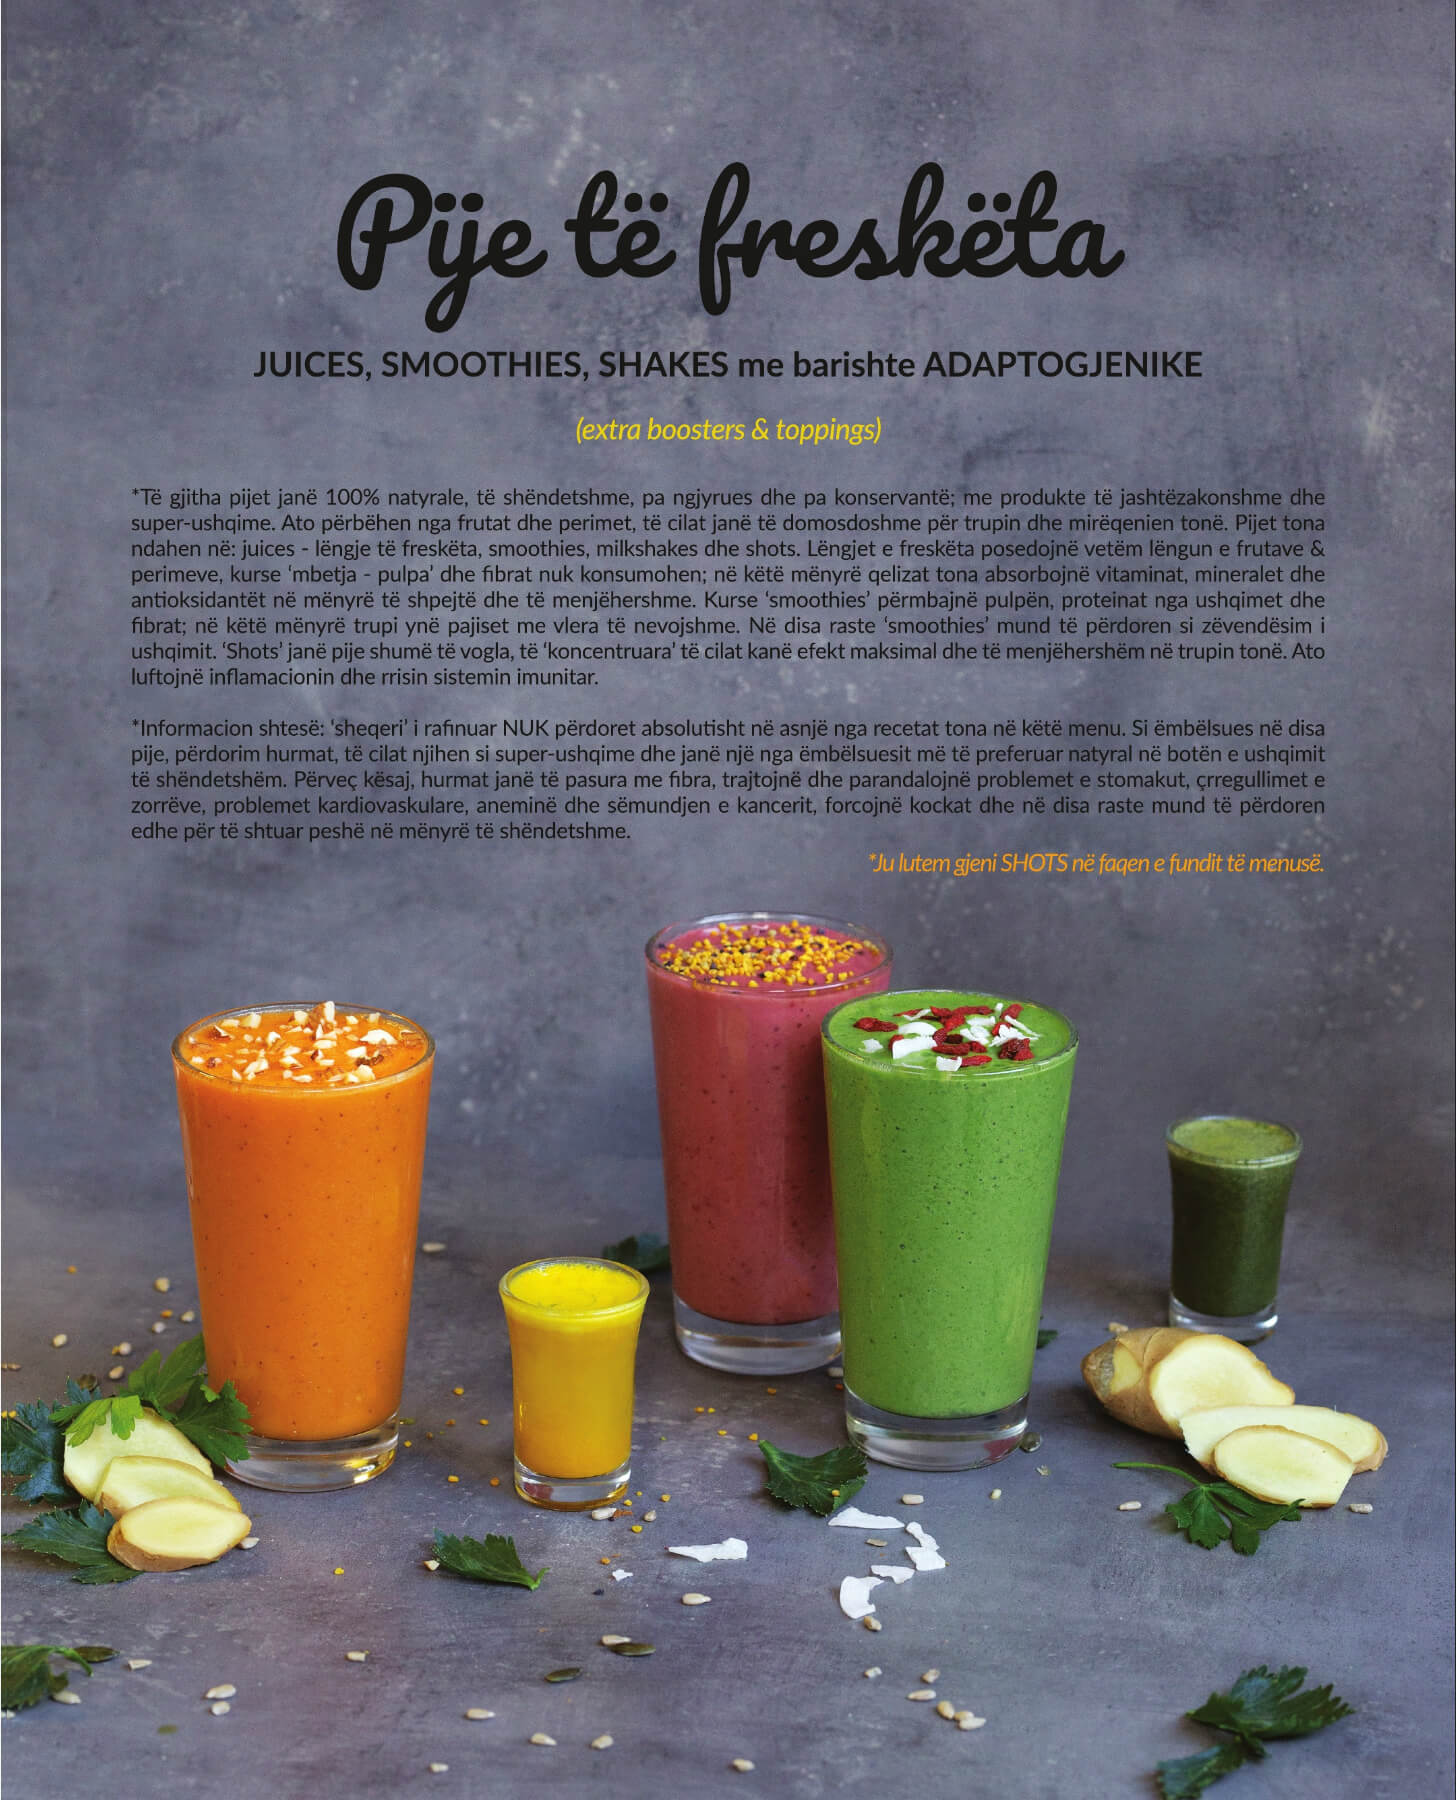 Pije të freskëta
JUICES, SMOOTHIES, SHAKES me barishte ADAPTOGJENIKE
(extra boosters & toppings)
*Të gjitha pijet janë 100% natyrale, të shëndetshme, pa ngjyrues dhe pa konservantë; me produkte të jashtëzakonshme dhe
super-ushqime. Ato përbëhen nga frutat dhe perimet, të cilat janë të domosdoshme për trupin dhe mirëqenien tonë. Pijet tona
ndahen në: juices - lëngje të freskëta, smoothies, milkshakes dhe shots. Lëngjet e freskëta posedojnë vetëm lëngun e frutave &
perimeve, kurse ‘mbetja - pulpa’ dhe fibrat nuk konsumohen; në këtë mënyrë qelizat tona absorbojnë vitaminat, mineralet dhe
antioksidantët në mënyrë të shpejtë dhe të menjëhershme. Kurse ‘smoothies’ përmbajnë pulpën, proteinat nga ushqimet dhe
fibrat; në këtë mënyrë trupi ynë pajiset me vlera të nevojshme. Në disa raste ‘smoothies’ mund të përdoren si zëvendësim i
ushqimit. ‘Shots’ janë pije shumë të vogla, të ‘koncentruara’ të cilat kanë efekt maksimal dhe të menjëhershëm në trupin tonë. Ato
luftojnë inflamacionin dhe rrisin sistemin imunitar.
*Informacion shtesë: ‘sheqeri’ i rafinuar NUK përdoret absolutisht në asnjë nga recetat tona në këtë menu. Si ëmbëlsues në disa
pije, përdorim hurmat, të cilat njihen si super-ushqime dhe janë një nga ëmbëlsuesit më të preferuar natyral në botën e ushqimit
të shëndetshëm. Përveç kësaj, hurmat janë të pasura me fibra, trajtojnë dhe parandalojnë problemet e stomakut, çrregullimet e
zorrëve, problemet kardiovaskulare, aneminë dhe sëmundjen e kancerit, forcojnë kockat dhe në disa raste mund të përdoren
edhe për të shtuar peshë në mënyrë të shëndetshme.
*Ju lutem gjeni SHOTS në faqen e fundit të menusë.